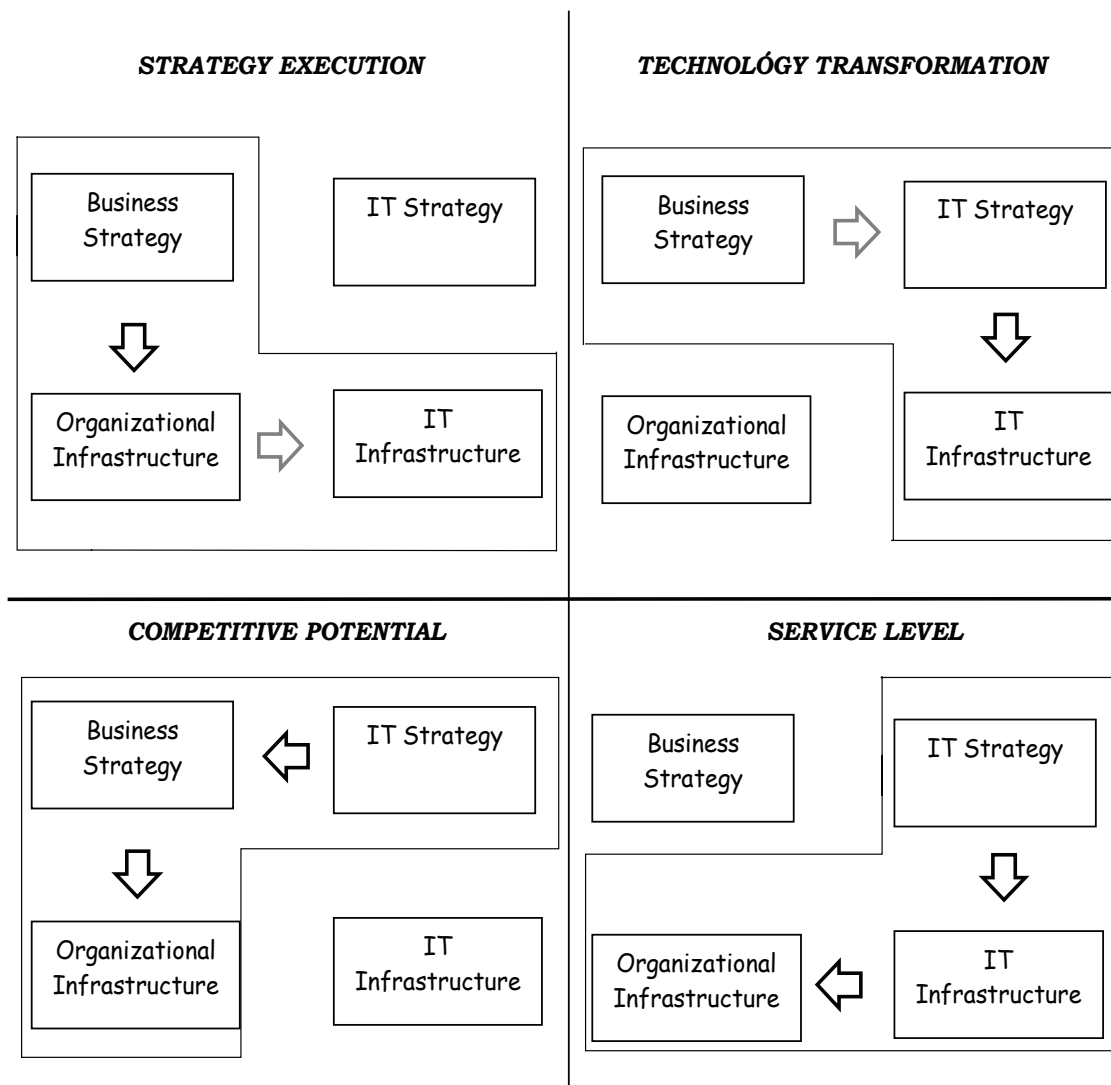 STRATEGY EXECUTION
Business
Strategy
IT Strategy
Organizational
Infrastructure
IT
Infrastructure
TECHNOLÓGY TRANSFORMATION
Business
Strategy
IT Strategy
Organizational
Infrastructure
IT
Infrastructure
COMPETITIVE POTENTIAL
Business
Strategy
IT Strategy
Organizational
Infrastructure
IT
Infrastructure
SERVICE LEVEL
Business
Strategy
IT Strategy
Organizational
Infrastructure
IT
Infrastructure